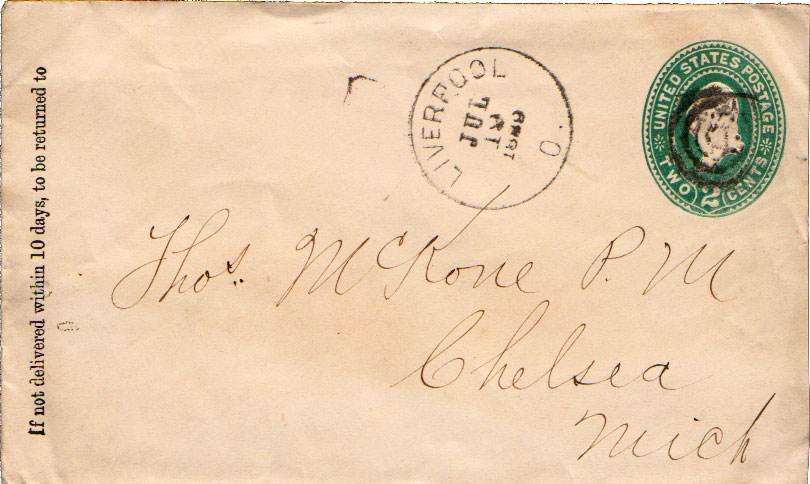 If not delivered within 10 days, to be returned to
LIVERPOOL
O.
JUL
UNITED STATES POSTAGE
TWO 2 CENTS
Thos. McKone P. M
Chelsea
Mich